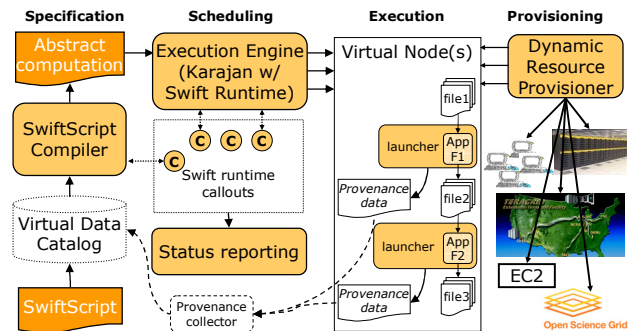 Specification
Scheduling
Execution
Provisioning
Abstract
computation
Execution Engine
(Karajan w/
Swift Runtime)
Virtual Node(s)
Dynamic
Resource
Provisioner
file1
SwiftScript
Compiler
C
C
C
C
Swift runtime
callouts
launcher
App
F1
Provenance
data
file2
Virtual Data
Catalog
Status reporting
launcher
App
F2
TERAGRID
EC2
SwiftScript
Provenance
collector
Provenance
data
file3
Open Science Grid